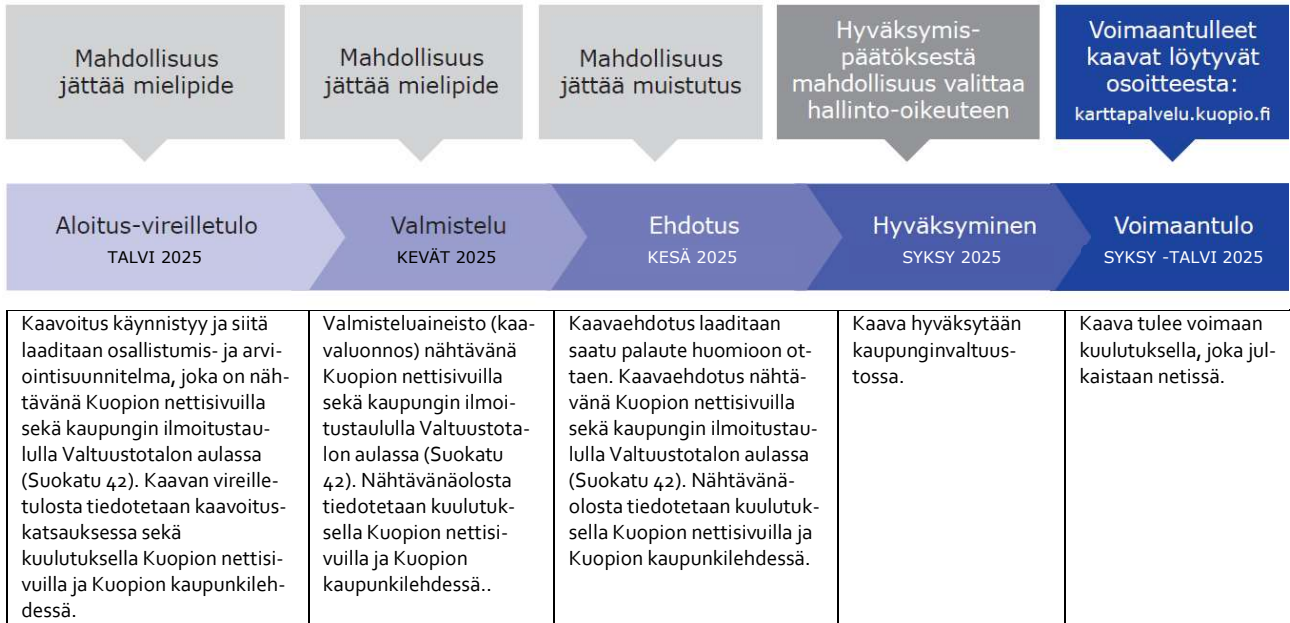 Mahdollisuus
jättää mielipide
Mahdollisuus
jättää mielipide
Mahdollisuus
jättää muistutus
Hyväksymis-
päätöksestä
mahdollisuus valittaa
hallinto-oikeuteen
Voimaantulleet
kaavat löytyvät
osoitteesta:
karttapalvelu.kuopio.fi
Aloitus-vireilletulo
TALVI 2025
Valmistelu
KEVÄT 2025
Ehdotus
KESÄ 2025
Hyväksyminen
SYKSY 2025
Voimaantulo
SYKSY -TALVI 2025
Kaavoitus käynnistyy ja siitä
laaditaan osallistumis- ja arvi-
ointisuunnitelma, joka on näh-
tävänä Kuopion nettisivuilla
sekä kaupungin ilmoitustau-
lulla Valtuustotalon aulassa
(Suokatu 42). Kaavan vireille-
tulosta tiedotetaan kaavoitus-
katsauksessa sekä
kuulutuksella Kuopion nettisi-
vuilla ja Kuopion kaupunkileh-
dessä.
Valmisteluaineisto (kaa-
valuonnos) nähtävänä
Kuopion nettisivuilla
sekä kaupungin ilmoi-
tustaululla Valtuustota-
lon aulassa (Suokatu
42). Nähtävänäolosta
tiedotetaan kuulutuk-
sella Kuopion nettisi-
vuilla ja Kuopion
kaupunkilehdessä..
Kaavaehdotus laaditaan
saatu palaute huomioon ot-
taen. Kaavaehdotus nähtä-
vänä Kuopion nettisivuilla
sekä kaupungin ilmoitustau-
lulla Valtuustotalon aulassa
(Suokatu 42). Nähtävänä-
olosta tiedotetaan kuulutuk-
sella Kuopion nettisivuilla ja
Kuopion kaupunkilehdessä.
Kaava hyväksytään
kaupunginvaltuus-
tossa.
Kaava tulee voimaan
kuulutuksella, joka jul-
kaistaan netissä.